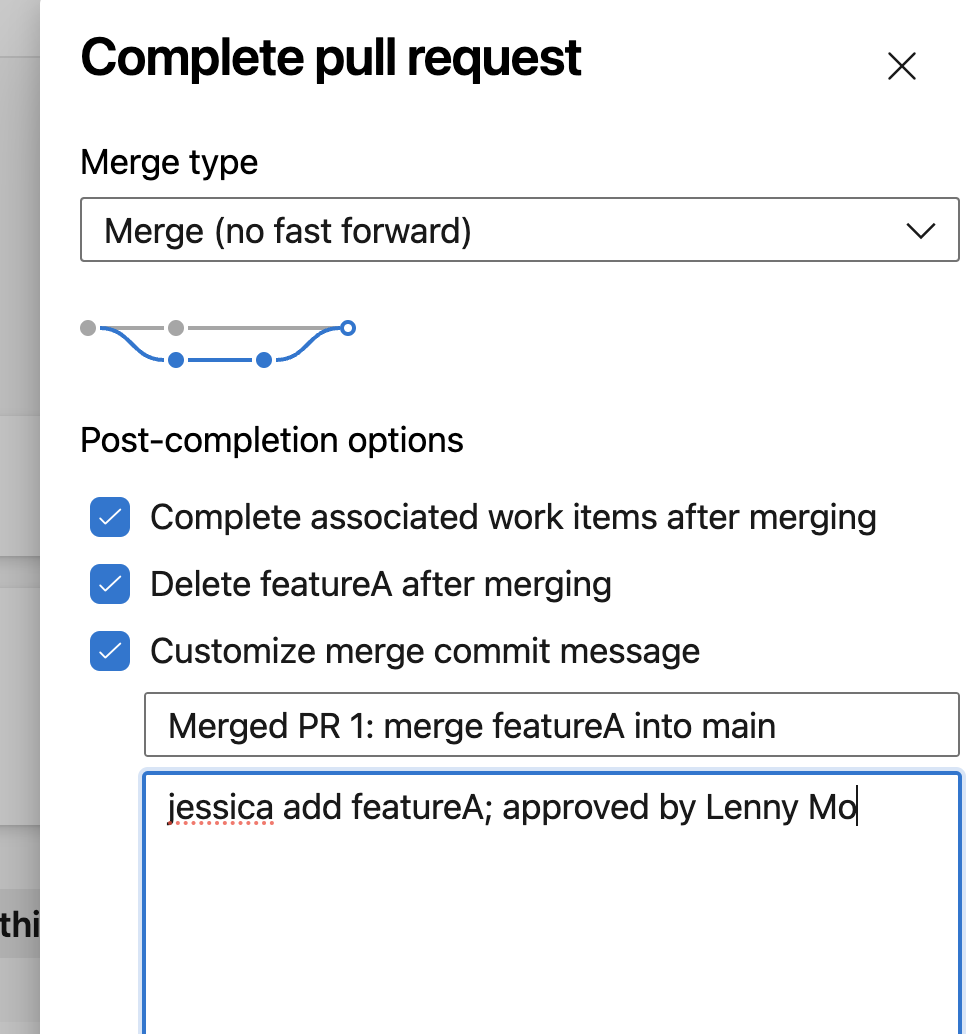 Complete pull request
Merge type
Merge (no fast forward)
Post-completion options
Complete associated work items after merging
Delete featureA after merging
Customize merge commit message
Merged PR 1: merge featureA into main
jessica add featureA; approved by Lenny Mo
thi